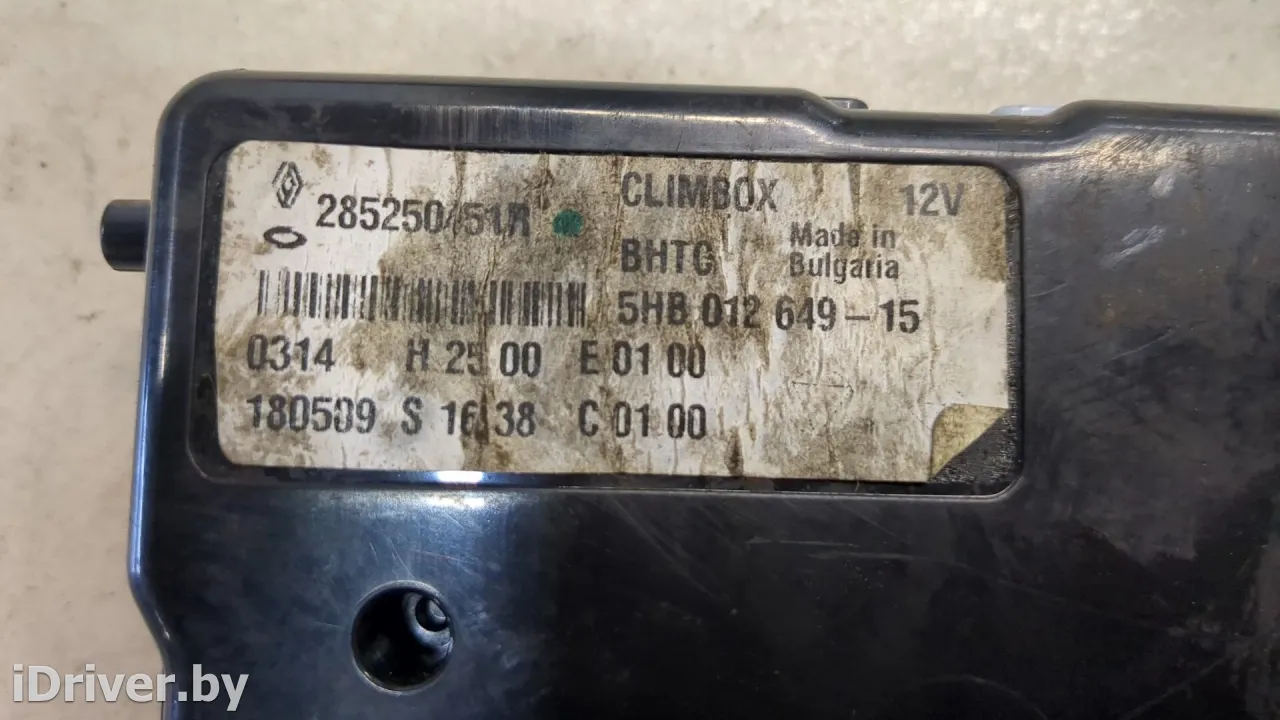 285250451R
CLIMBOX 12V
BHTC Made in
Bulgaria
5HB 012 649-15
0314 H 25 00 E 01 00
180509 S 16 38 C 01 00
iDriver.by